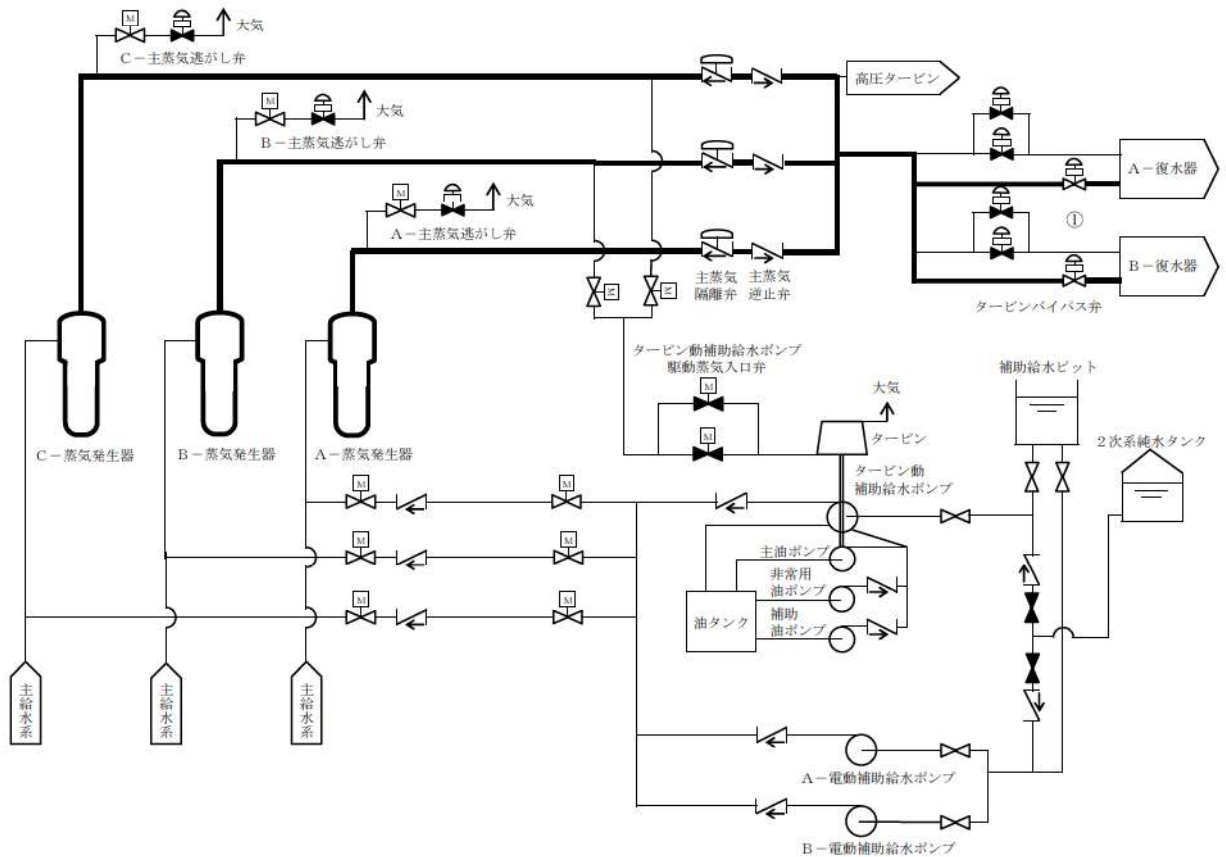 M
大気
C-主蒸気逃がし弁
高圧タービン
M
大気
B-主蒸気逃がし弁
A-復水器
M
大気
A-主蒸気逃がし弁
①
主蒸気
隔離弁
主蒸気
逆止弁
B-復水器
タービンバイパス弁
M
M
タービン動補助給水ポンプ
駆動蒸気入口弁
M
M
大気
タービン
補助給水ピット
2次系純水タンク
C-蒸気発生器
B-蒸気発生器
A-蒸気発生器
タービン動
補助給水ポンプ
M
M
M
M
M
M
主油ポンプ
非常用
油ポンプ
補助
油ポンプ
油タンク
主給水系
主給水系
主給水系
A-電動補助給水ポンプ
B-電動補助給水ポンプ